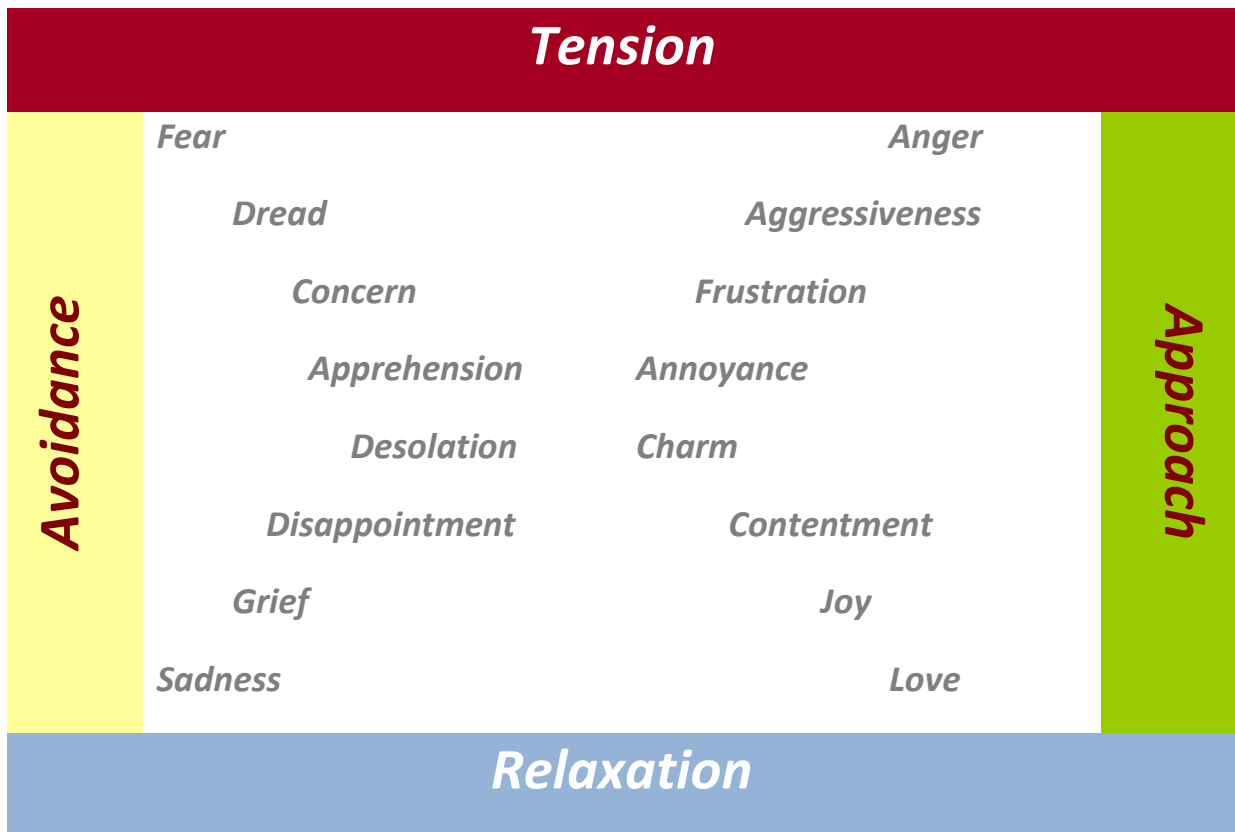 Tension
Fear Anger
Dread Aggressiveness
Concern Frustration
Apprehension Annoyance
Desolation Charm
Disappointment Contentment
Grief Joy
Sadness Love
Avoidance
Approach
Relaxation